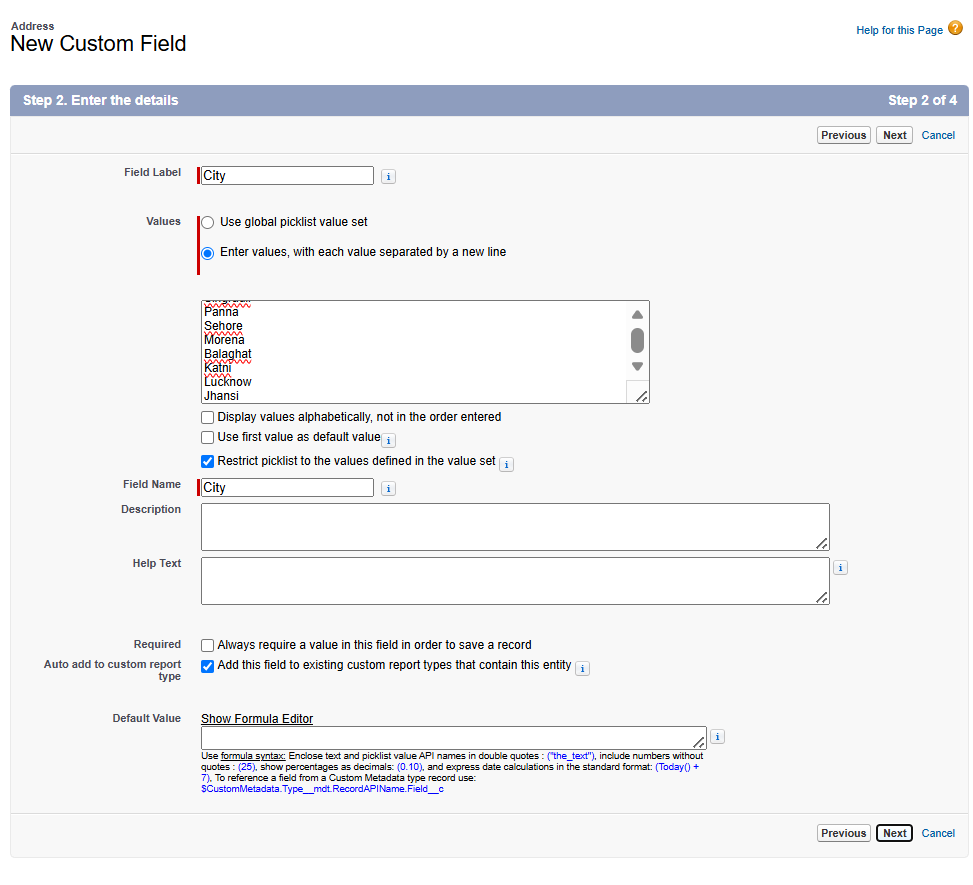 Address
New Custom Field
Help for this Page ?
Step 2. Enter the details
Step 2 of 4
Previous Next Cancel
Field Label City i
Values Use global picklist value set
Enter values, with each value separated by a new line
Panna
Sehore
Morena
Balaghat
Katni
Lucknow
Jhansi
Display values alphabetically, not in the order entered
Use first value as default value i
Restrict picklist to the values defined in the value set i
Field Name City i
Description
Help Text i
Required Always require a value in this field in order to save a record
Auto add to custom report
type
Add this field to existing custom report types that contain this entity i
Default Value Show Formula Editor
i
Use formula syntax: Enclose text and picklist value API names in double quotes : ("the_text"), include numbers without
quotes : (25), show percentages as decimals: (0.10), and express date calculations in the standard format: (Today() +
7), To reference a field from a Custom Metadata type record use:
$CustomMetadata.Type__mdt.RecordAPIName.Field__c
Previous Next Cancel